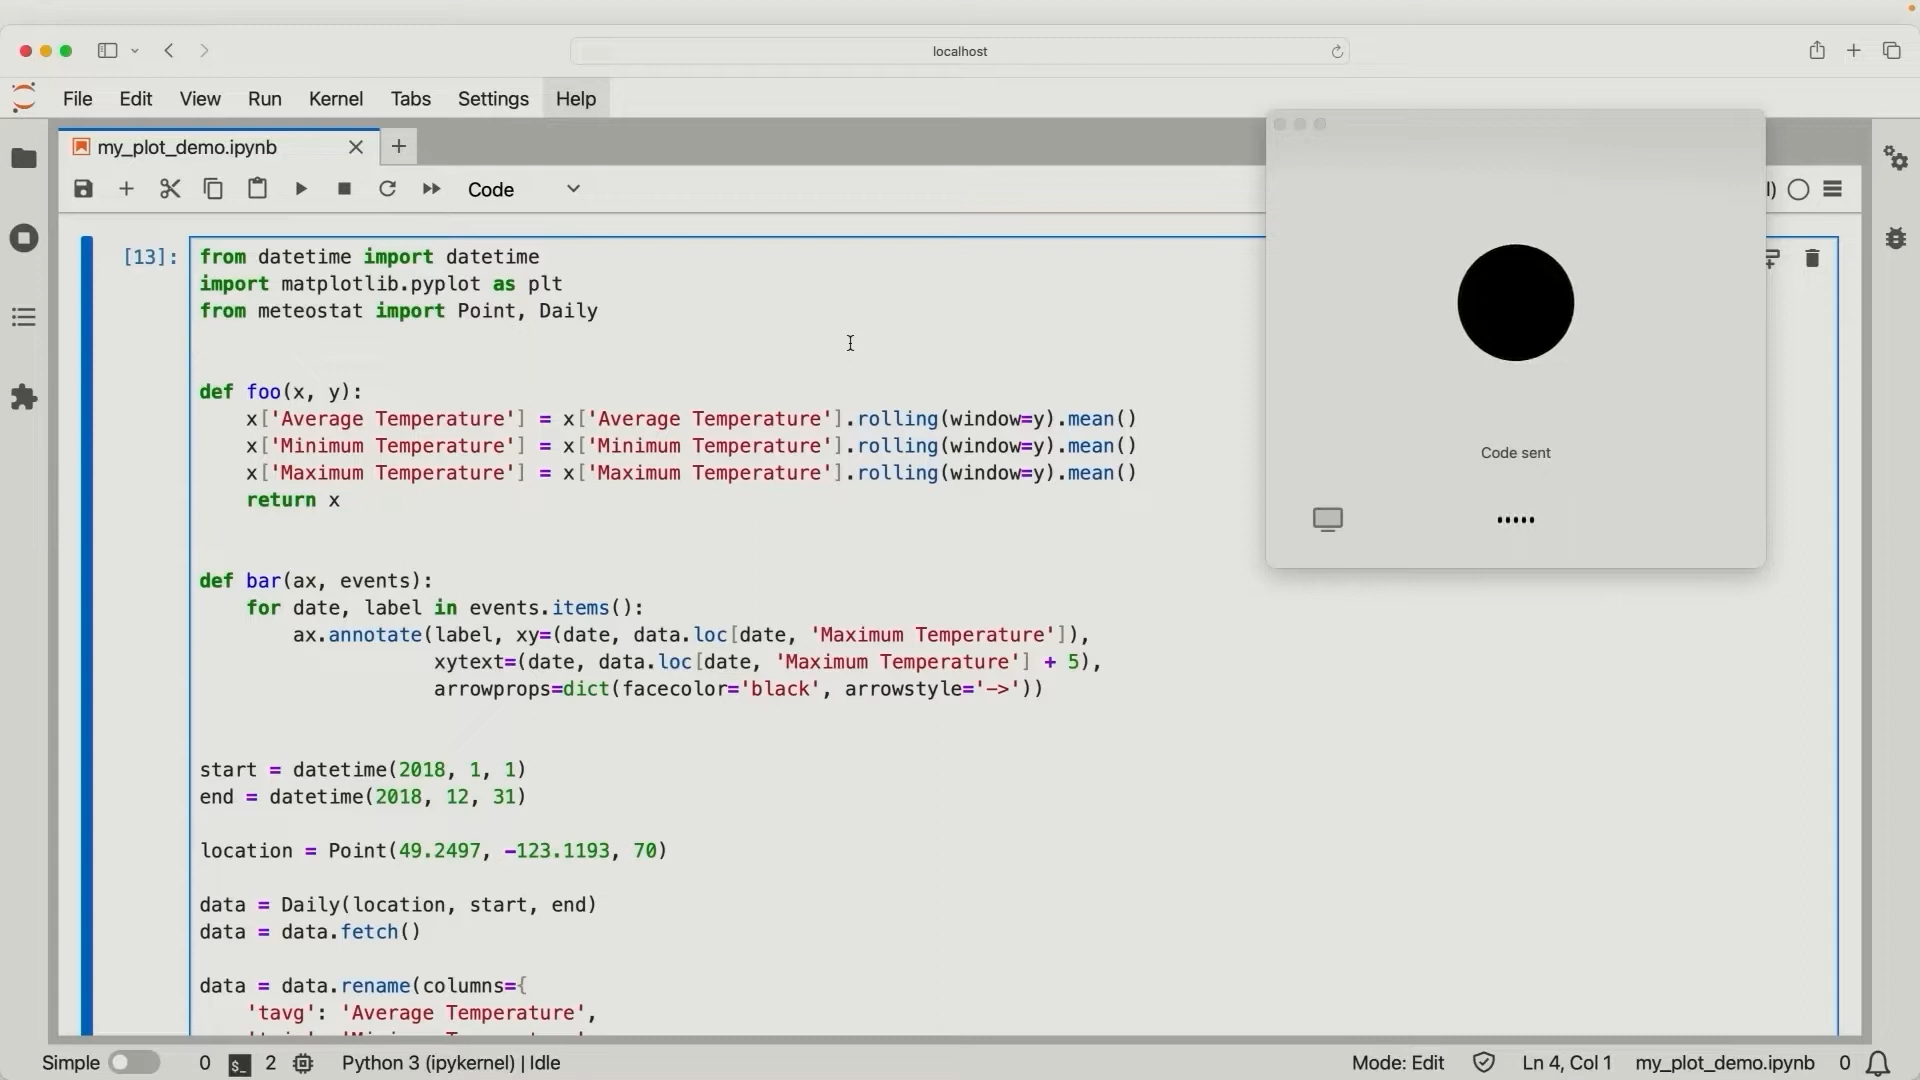 localhost
File Edit View Run Kernel Tabs Settings Help
my_plot_demo.ipynb
Code
[13]:
from datetime import datetime
import matplotlib.pyplot as plt
from meteostat import Point, Daily
def foo(x, y):
x['Average Temperature'] = x['Average Temperature'].rolling(window=y).mean()
x['Minimum Temperature'] = x['Minimum Temperature'].rolling(window=y).mean()
x['Maximum Temperature'] = x['Maximum Temperature'].rolling(window=y).mean()
return x
def bar(ax, events):
for date, label in events.items():
ax.annotate(label, xy=(date, data.loc[date, 'Maximum Temperature']),
xytext=(date, data.loc[date, 'Maximum Temperature'] + 5),
arrowprops=dict(facecolor='black', arrowstyle='->'))
start = datetime(2018, 1, 1)
end = datetime(2018, 12, 31)
location = Point(49.2497, -123.1193, 70)
data = Daily(location, start, end)
data = data.fetch()
data = data.rename(columns={
'tavg': 'Average Temperature',
Code sent
Simple 0 $_ 2 Python 3 (ipykernel) | Idle Mode: Edit Ln 4, Col 1 my_plot_demo.ipynb 0